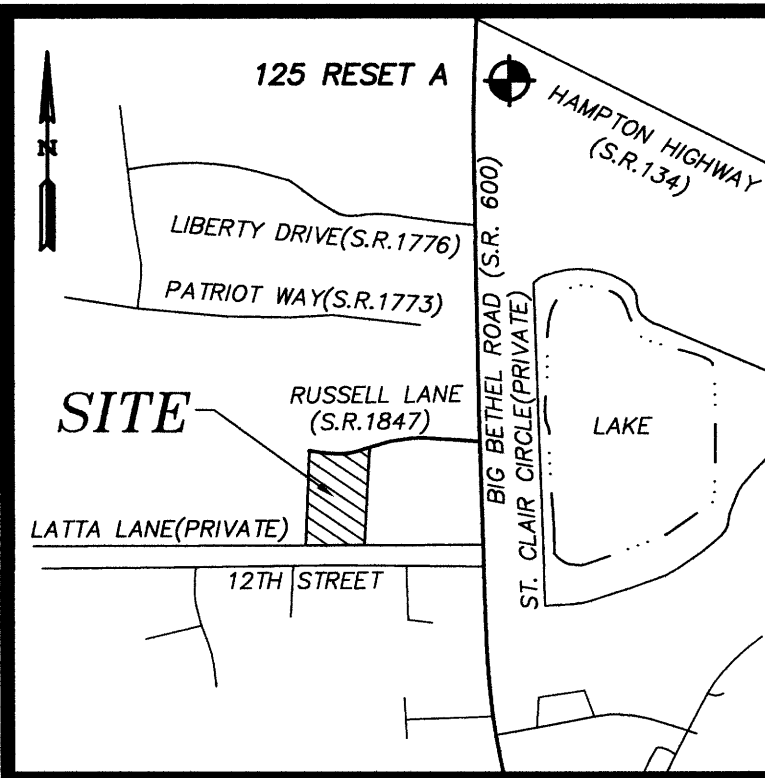 125 RESET A
N
HAMPTON HIGHWAY
(S.R.134)
LIBERTY DRIVE(S.R.1776)
PATRIOT WAY(S.R.1773)
BIG BETHEL ROAD (S.R. 600)
ST. CLAIR CIRCLE(PRIVATE)
SITE
RUSSELL LANE
(S.R.1847)
LAKE
LATTA LANE(PRIVATE)
12TH STREET